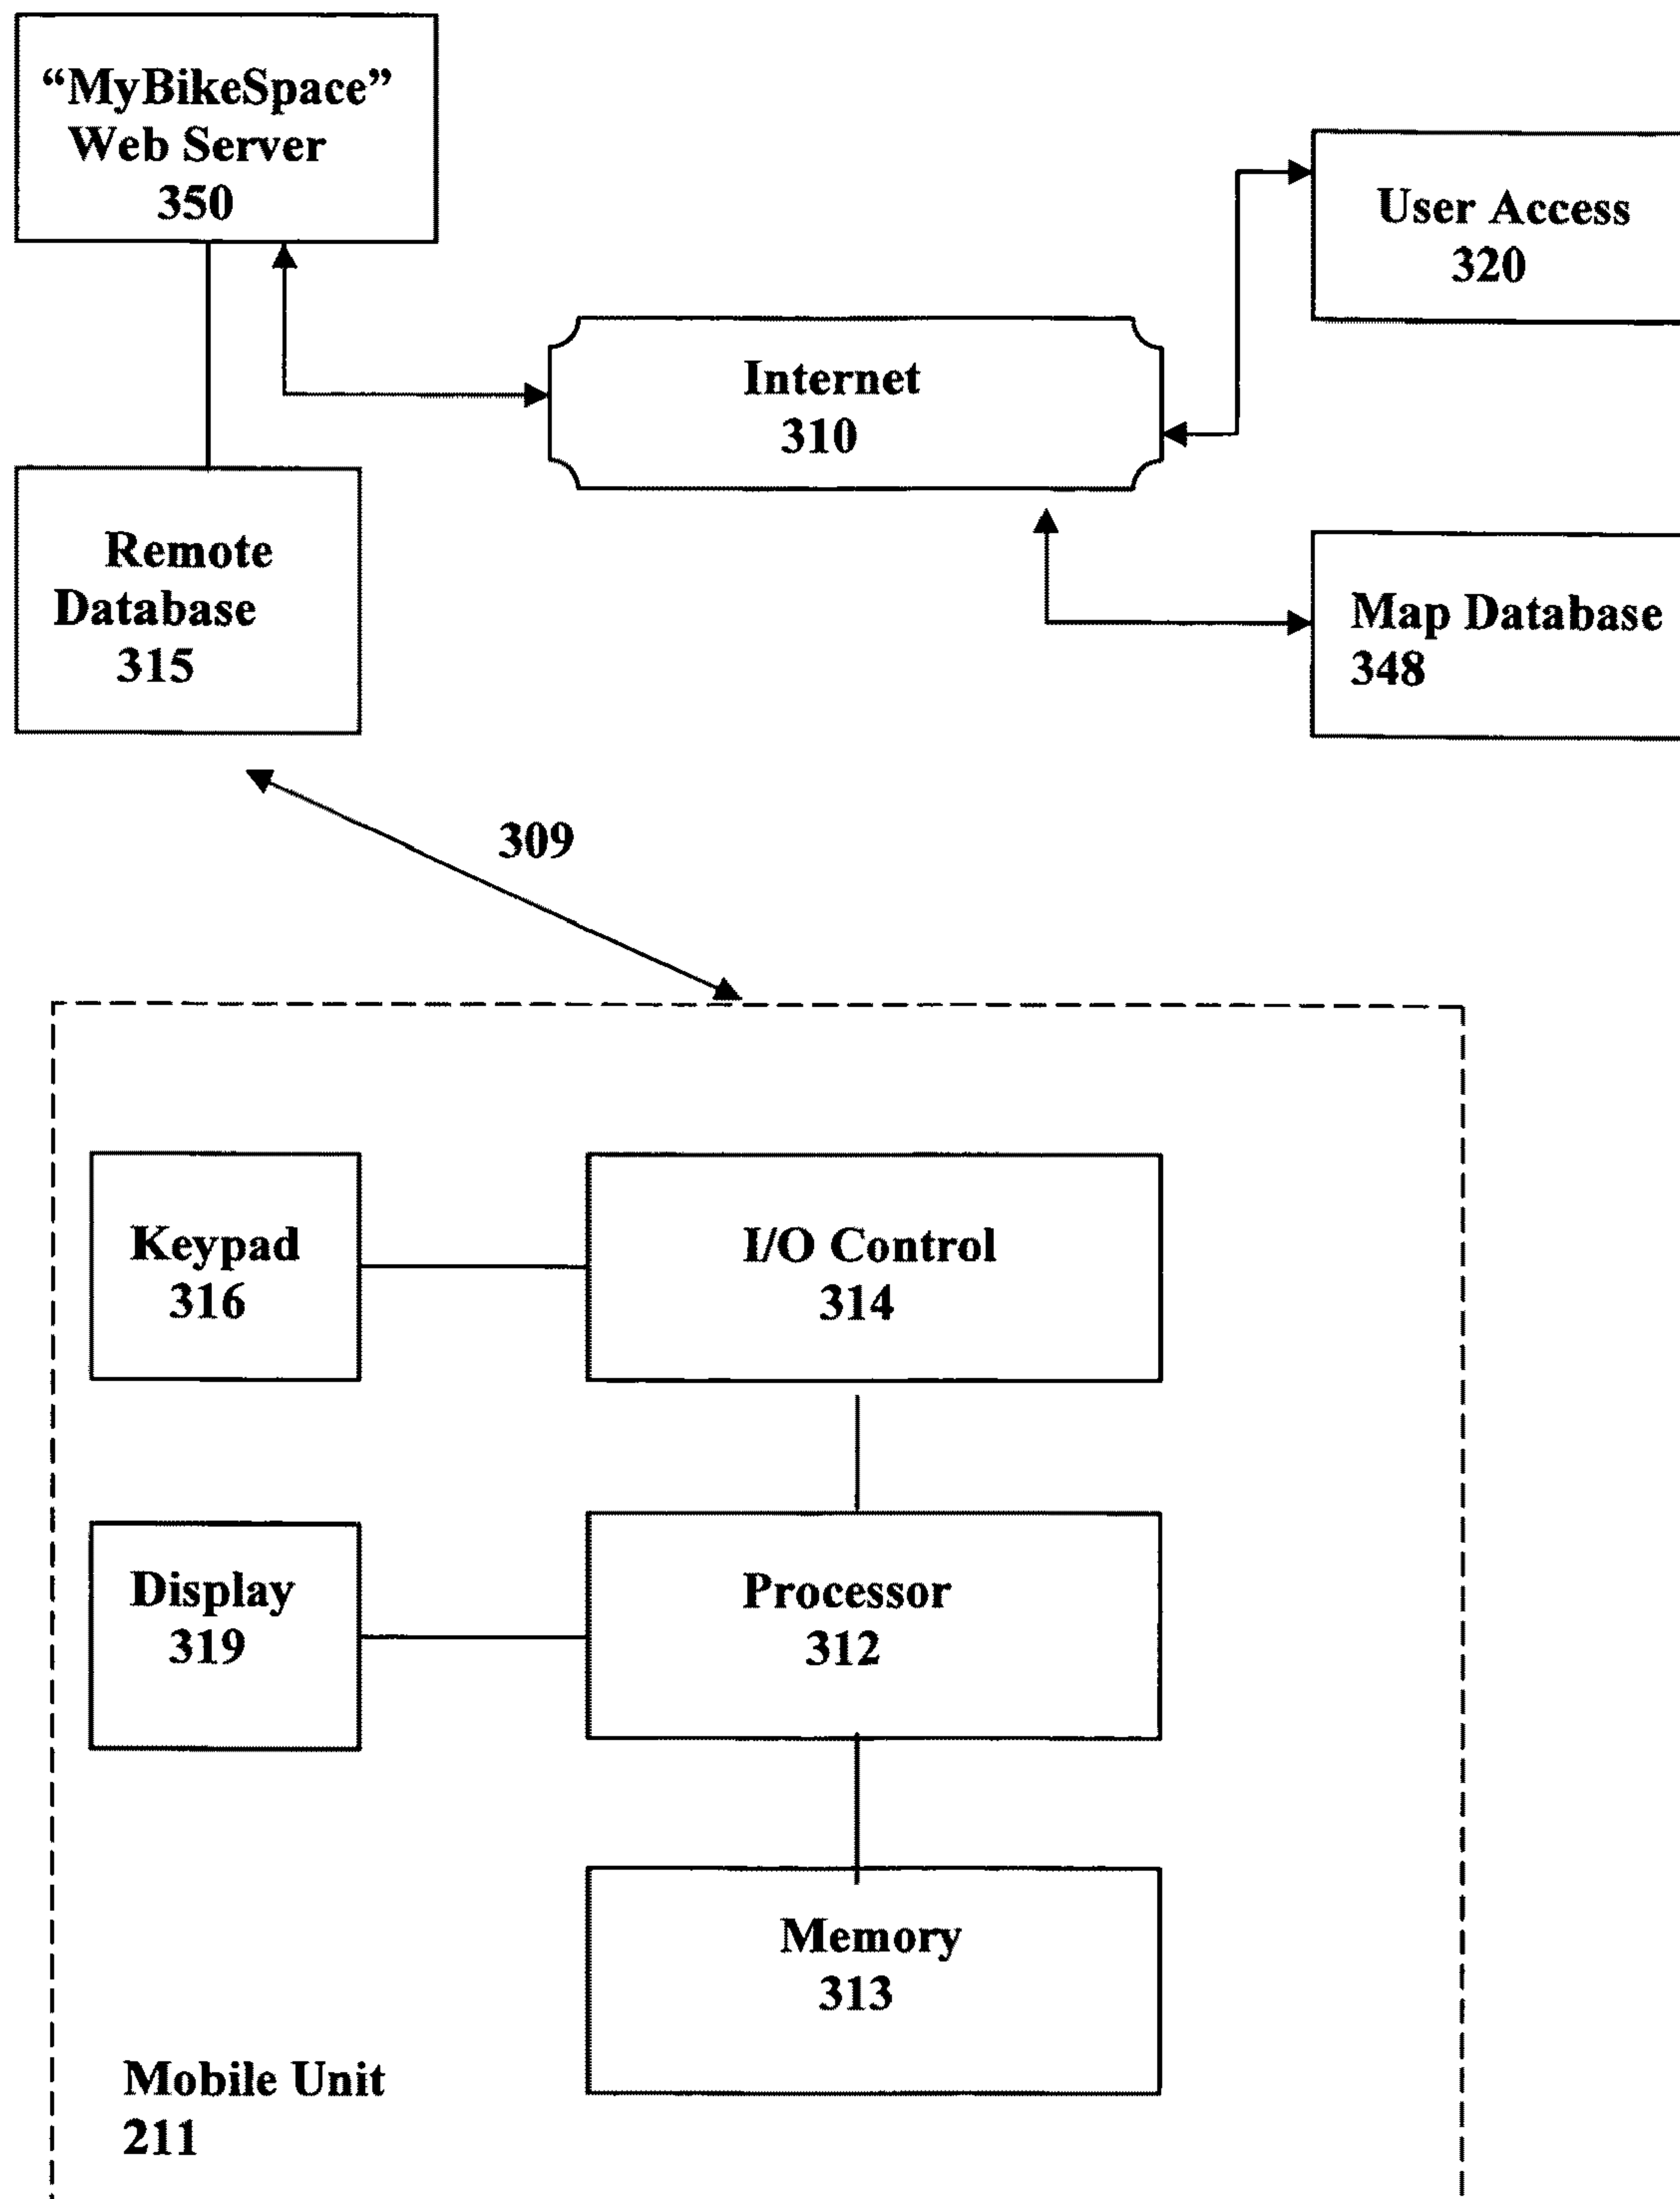 “MyBikeSpace”
Web Server
350
User Access
320
Internet
310
Remote
Database
315
Map Database
348
309
Keypad
316
I/O Control
314
Display
319
Processor
312
Memory
313
Mobile Unit
211